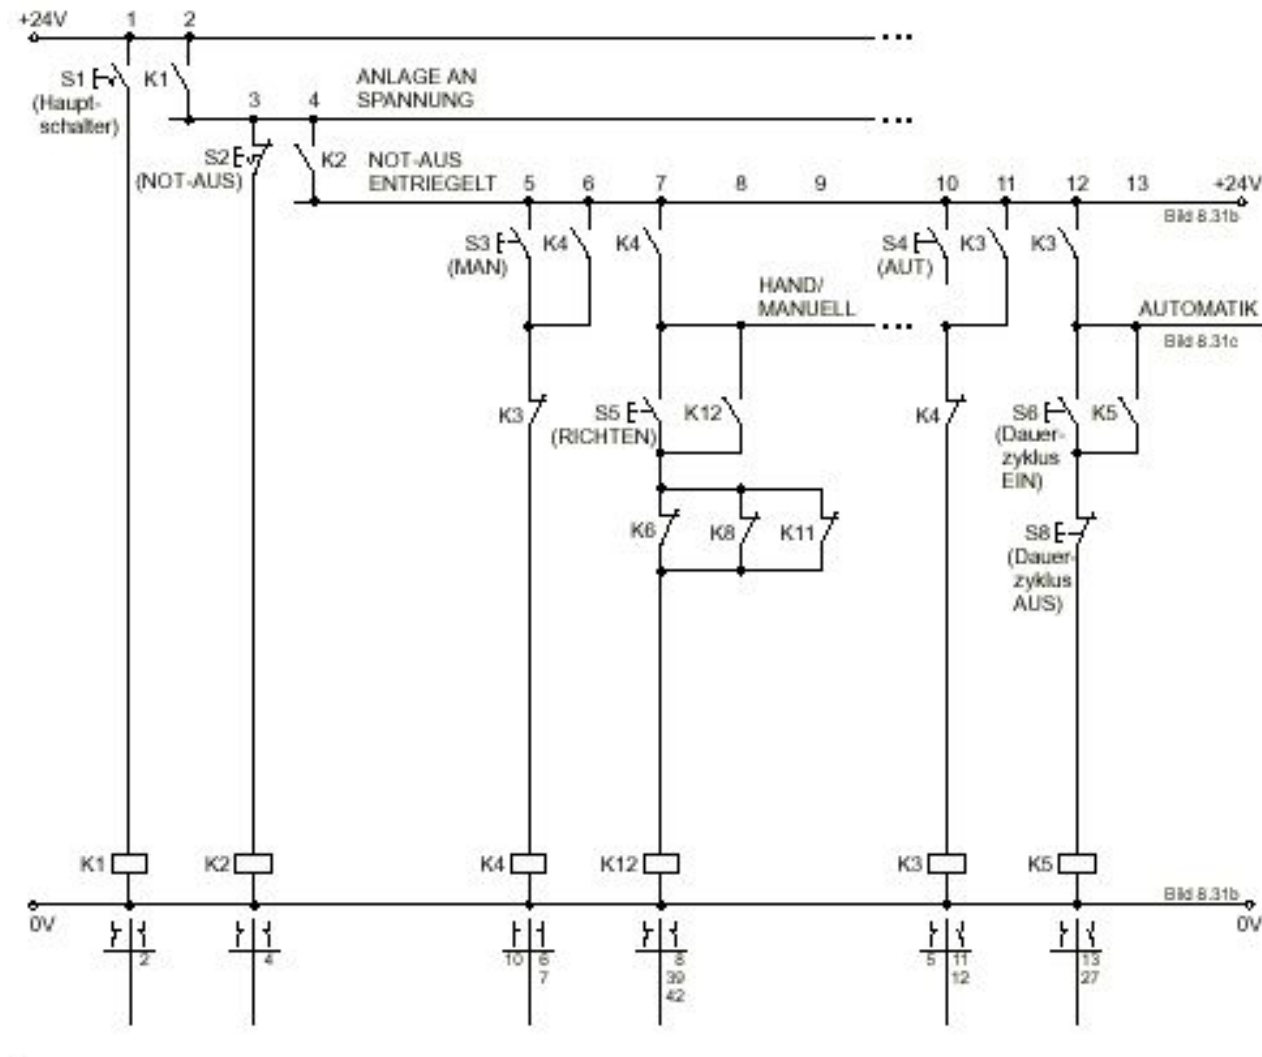 +24V 1 2
S1 K1 ANLAGE AN
(Haupt- SPANNUNG
schalter)
3 4
S2 K2 NOT-AUS
(NOT-AUS) ENTRIEGELT
5 6 7 8 9 10 11 12 13 +24V
Bild 8.31b
S3 K4 K4 S4 K3 K3
(MAN) (AUT)
HAND/
MANUELL
AUTOMATIK
Bild 8.31c
K3 S5 K12 K4 S6 K5
(RICHTEN) (Dauer-
zyklus
EIN)
K6 K8 K11 S8
(Dauer-
zyklus
AUS)
K1 K2 K4 K12 K3 K5
Bild 8.31b
0V 0V
2 4 10 6 8 5 11 13
7 39 12 27
42